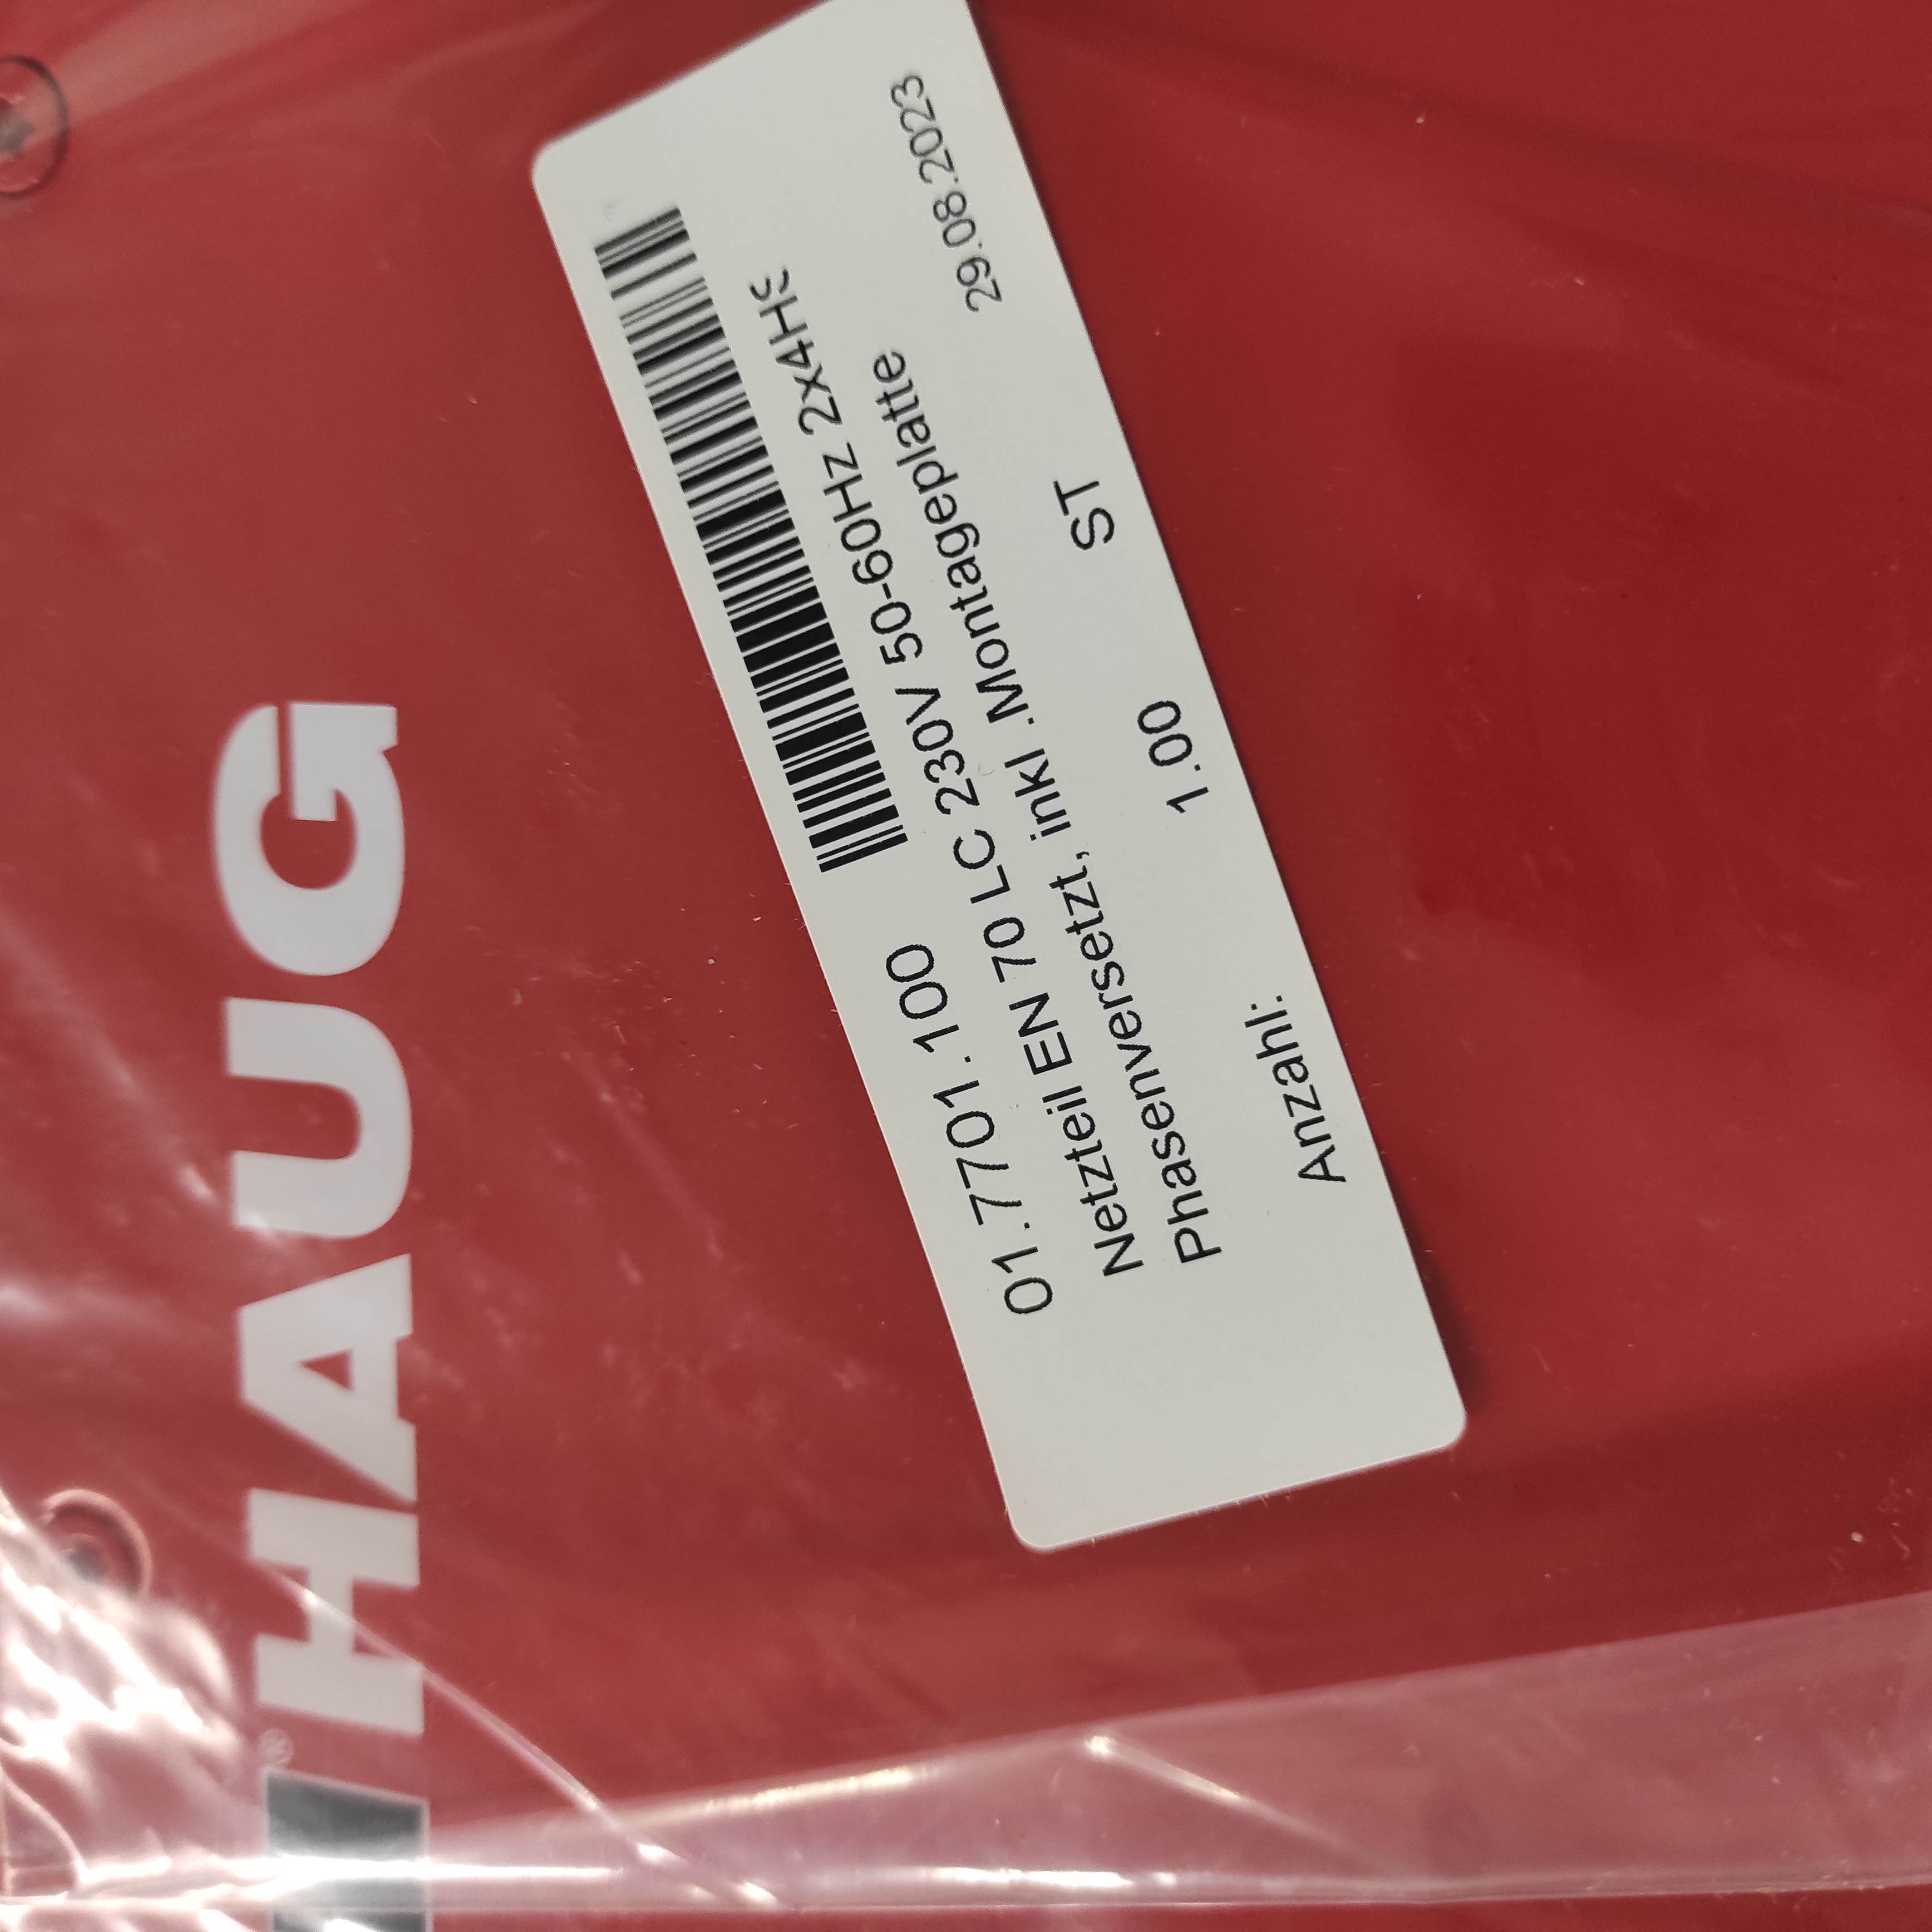 HAUG
®
01.7701.100
Netzteil EN 70 LC 230V 50-60Hz 2x4HS
Phasenversetzt, inkl .Montageplatte
Anzahl: 1.00 ST 29.08.2023